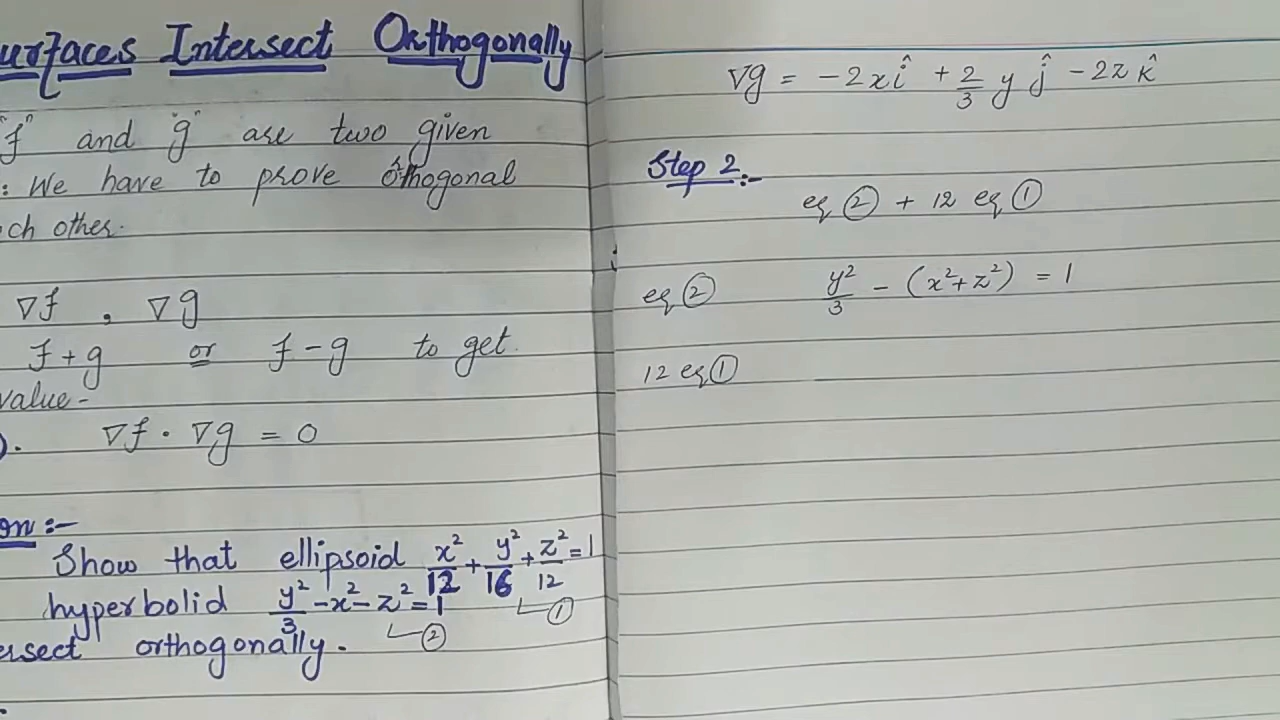 urfaces Intersect Orthogonally
"f" and "g" are two given
: We have to prove orthogonal
ch other.
∇f , ∇g
f + g or f - g to get.
value -
). ∇f · ∇g = 0
on :-
Show that ellipsoid x²/12 + y²/16 + z²/12 = 1
①
hyperbolid y²/3 - x² - z² = 1
②
ersect orthogonally.
∇g = -2x î + 2/3 y ĵ - 2z k̂
Step 2:-
eq ② + 12 eq ①
eq ② y²/3 - (x² + z²) = 1
12 eq ①